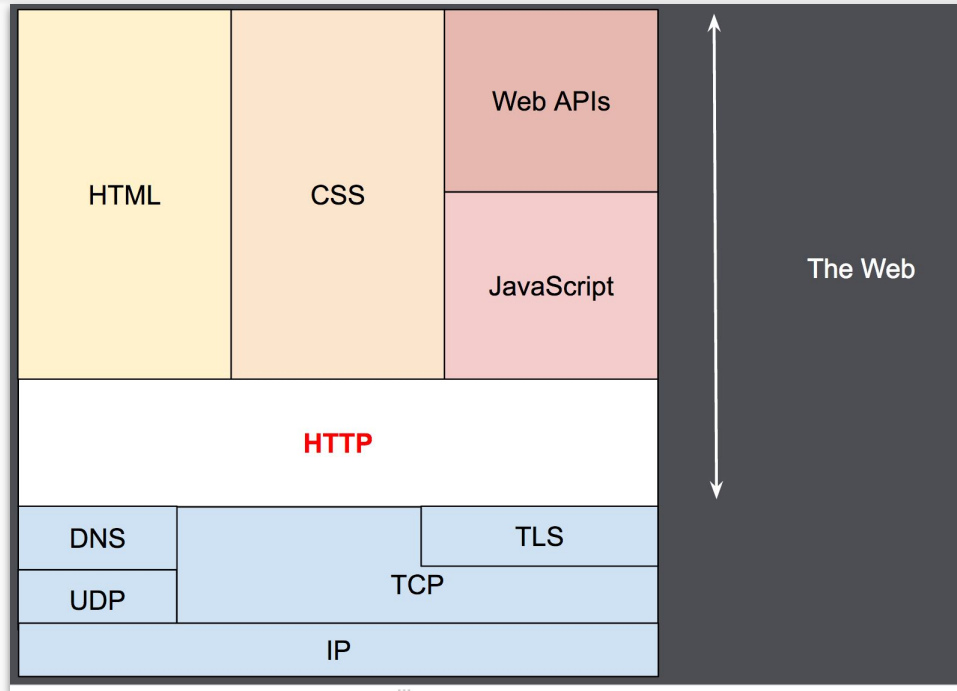 Web APIs
HTML
CSS
The Web
JavaScript
HTTP
DNS
TLS
TCP
UDP
IP